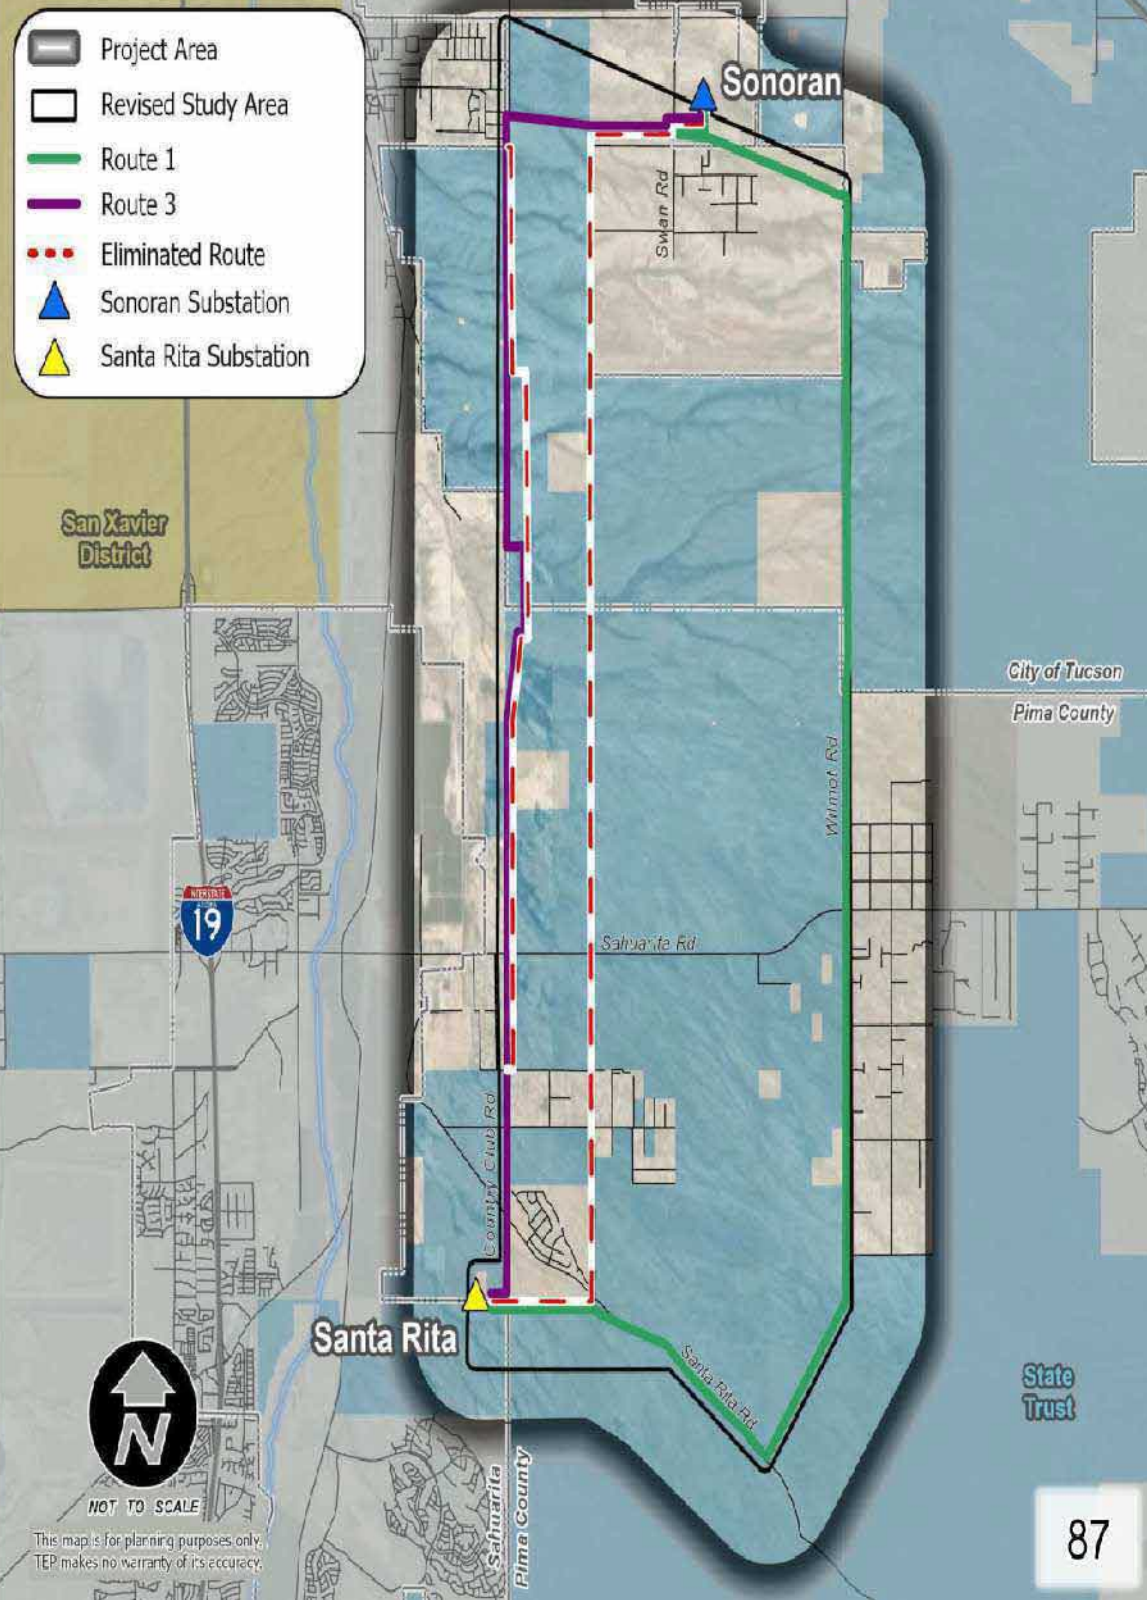 Project Area
Revised Study Area
Route 1
Route 3
Eliminated Route
Sonoran Substation
Santa Rita Substation
Sonoran
Swan Rd
San Xavier
District
City of Tucson
Pima County
Wilmot Rd
INTERSTATE
19
Sahuarita Rd
Country Club Rd
Santa Rita
Santa Rita Rd
State
Trust
N
NOT TO SCALE
This map is for planning purposes only.
TEP makes no warranty of its accuracy.
Sahuarita
Pima County
87